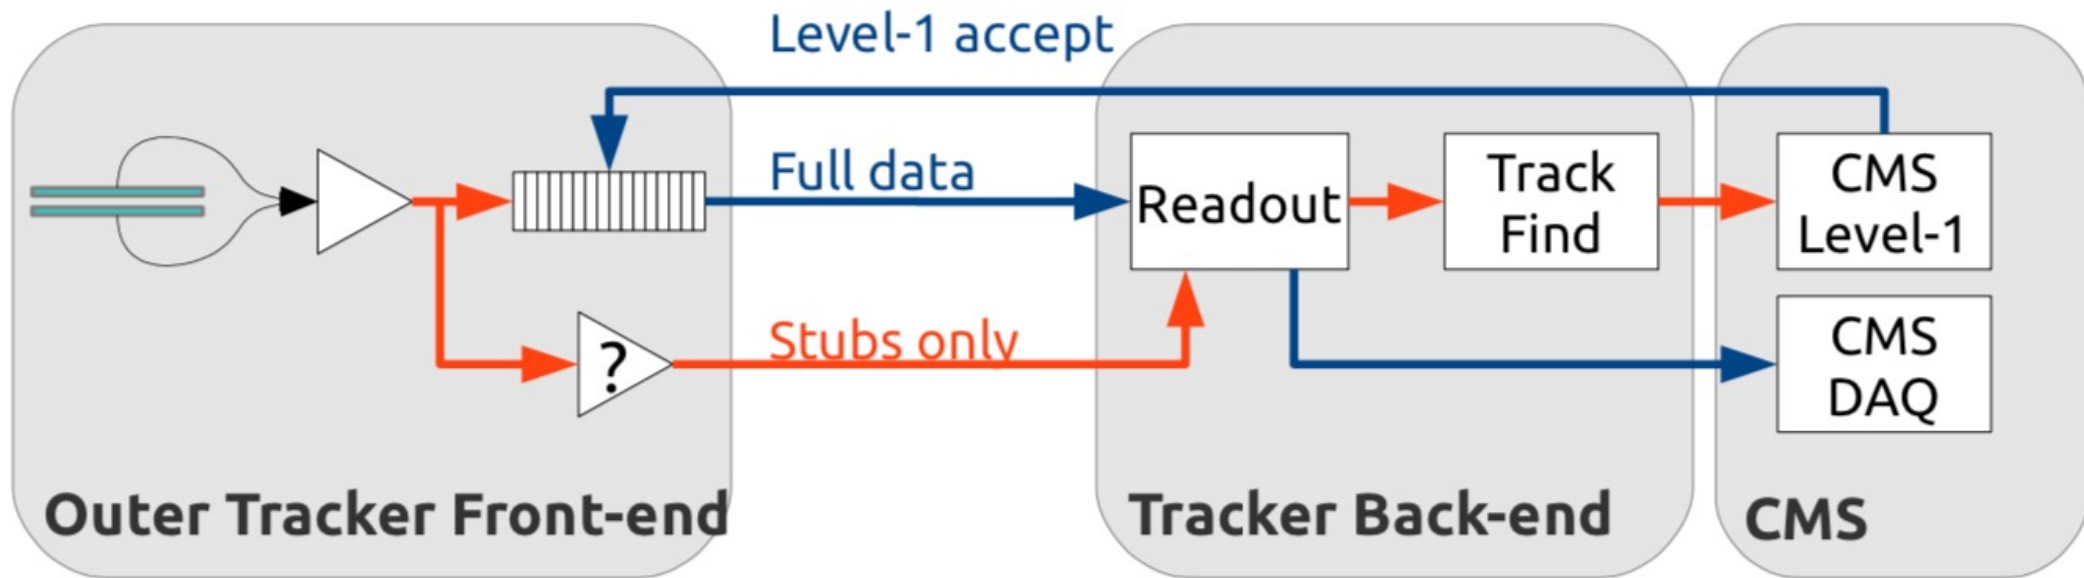 Level-1 accept
Full data
Readout
Track
Find
CMS
Level-1
?
Stubs only
CMS
DAQ
Outer Tracker Front-end
Tracker Back-end
CMS